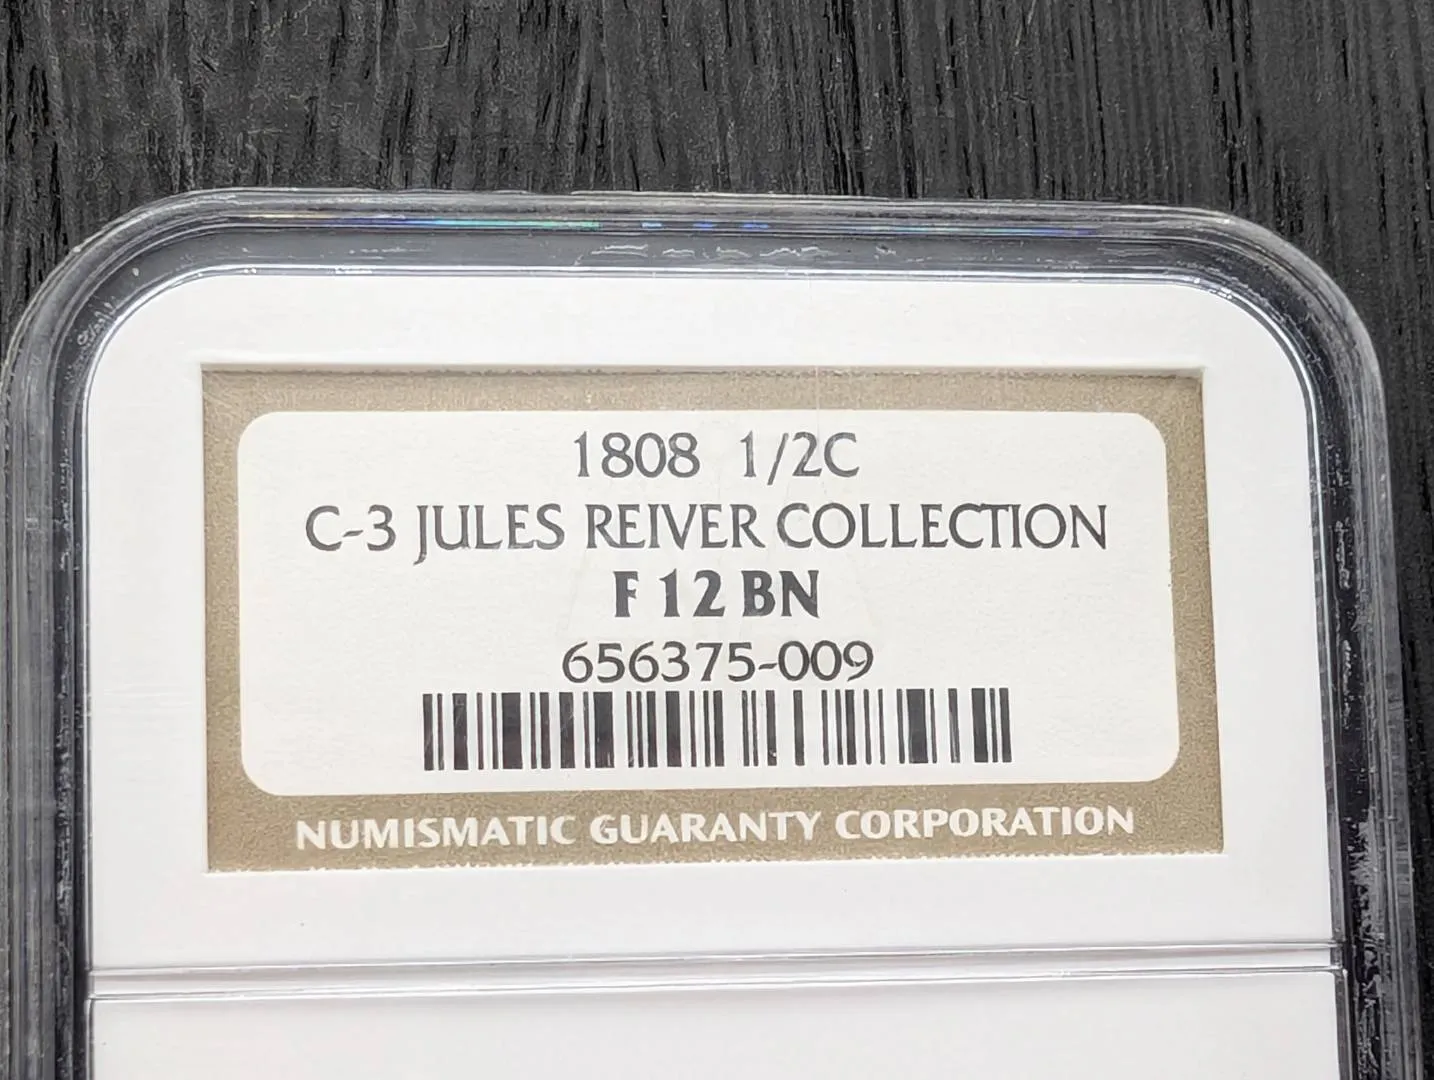 1808 1/2C
C-3 JULES REIVER COLLECTION
F 12 BN
656375-009
NUMISMATIC GUARANTY CORPORATION